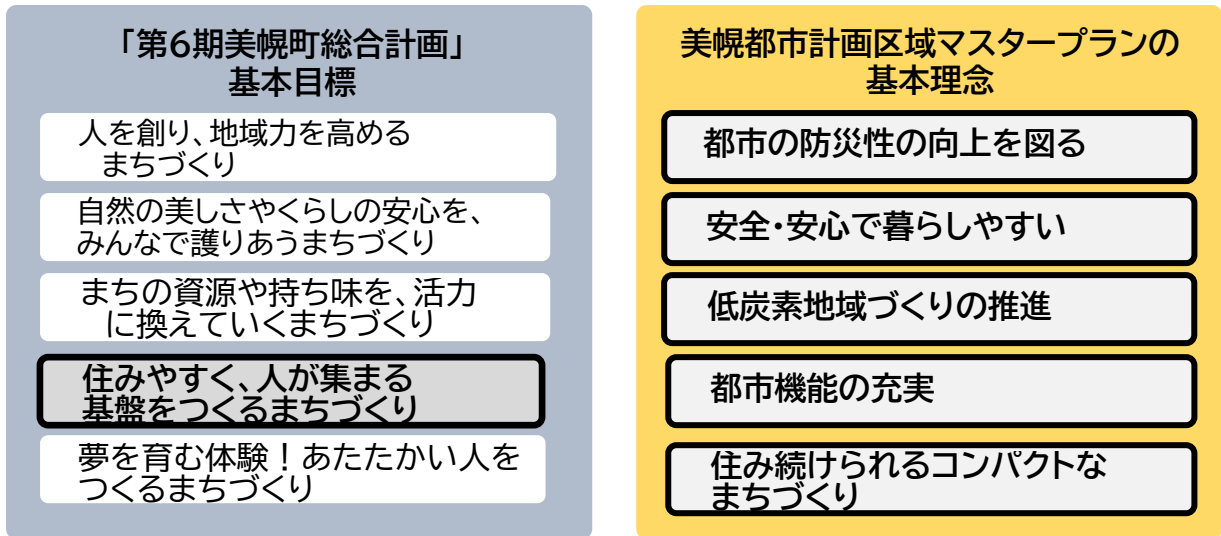 「第6期美幌町総合計画」
基本目標
人を創り、地域力を高める
まちづくり
自然の美しさやくらしの安心を、
みんなで護りあうまちづくり
まちの資源や持ち味を、活力
に換えていくまちづくり
住みやすく、人が集まる
基盤をつくるまちづくり
夢を育む体験！あたたかい人を
つくるまちづくり
美幌都市計画区域マスタープランの
基本理念
都市の防災性の向上を図る
安全・安心で暮らしやすい
低炭素地域づくりの推進
都市機能の充実
住み続けられるコンパクトな
まちづくり